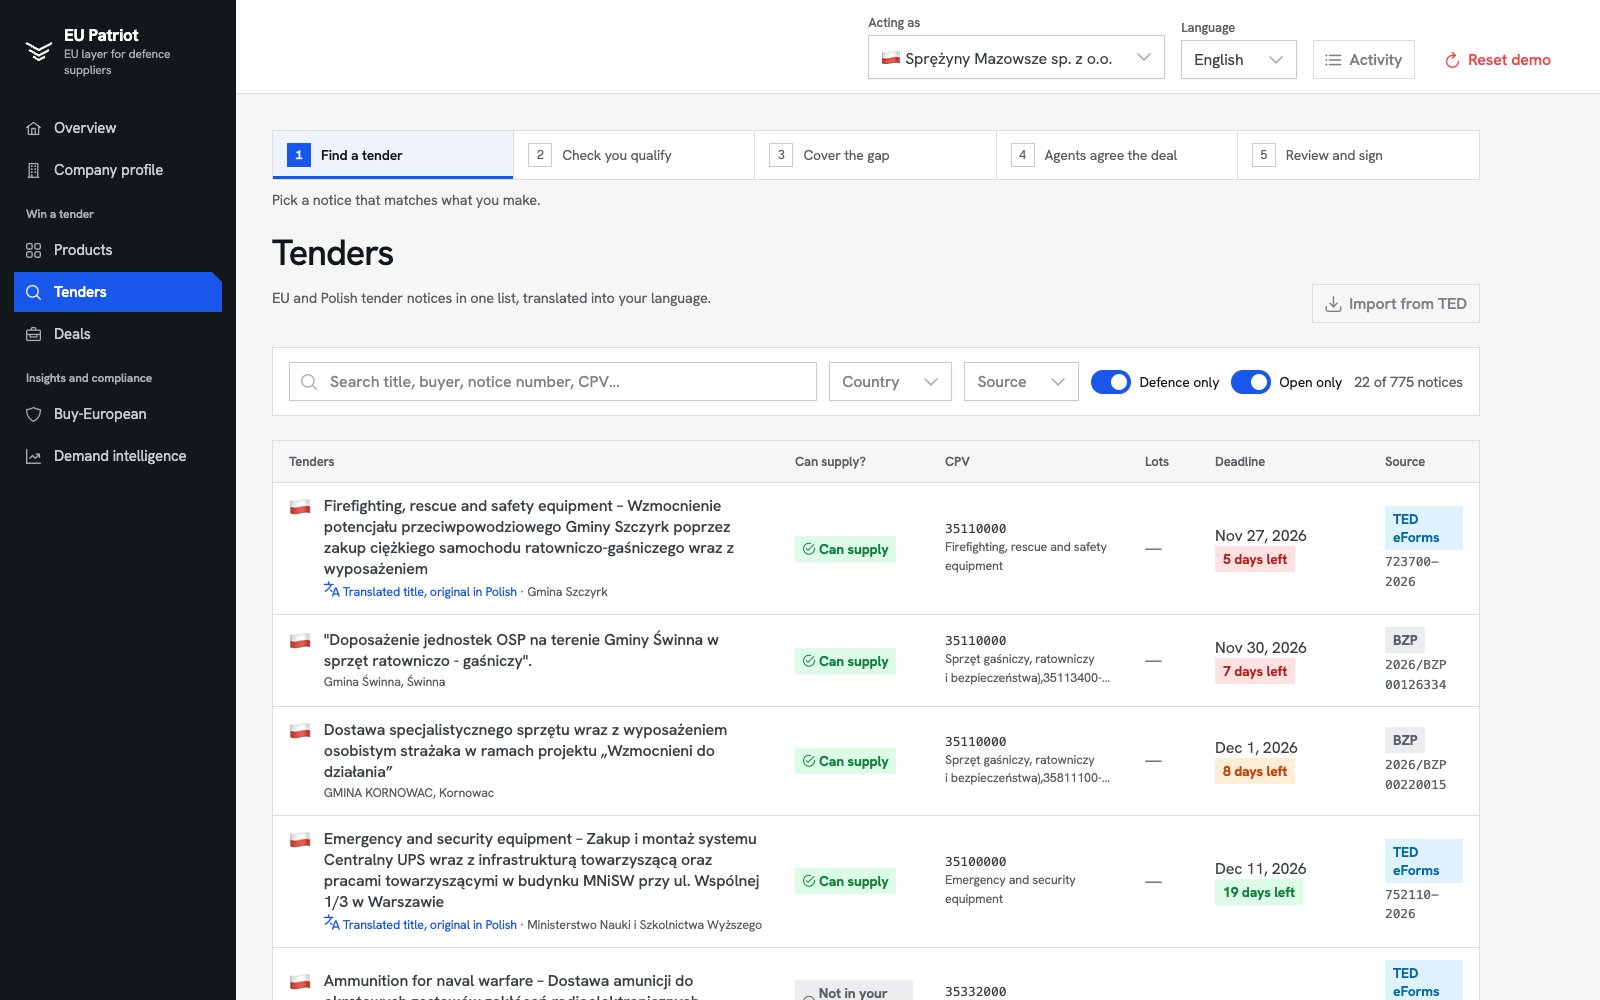 EU Patriot
EU layer for defence
suppliers
Overview
Company profile
Win a tender
Products
Tenders
Deals
Insights and compliance
Buy-European
Demand intelligence
Acting as
Sprężyny Mazowsze sp. z o.o.
Language
English
Activity
Reset demo
1 Find a tender
2 Check you qualify
3 Cover the gap
4 Agents agree the deal
5 Review and sign
Pick a notice that matches what you make.
Tenders
EU and Polish tender notices in one list, translated into your language.
Import from TED
Search title, buyer, notice number, CPV...
Country
Source
Defence only
Open only
22 of 775 notices
Tenders Can supply? CPV Lots Deadline Source
Firefighting, rescue and safety equipment – Wzmocnienie
potencjału przeciwpowodziowego Gminy Szczyrk poprzez
zakup ciężkiego samochodu ratowniczo-gaśniczego wraz z
wyposażeniem
Translated title, original in Polish · Gmina Szczyrk
Can supply
35110000
Firefighting, rescue and safety
equipment
—
Nov 27, 2026
5 days left
TED
eForms
723700–
2026
"Doposażenie jednostek OSP na terenie Gminy Świnna w
sprzęt ratowniczo - gaśniczy".
Gmina Świnna, Świnna
Can supply
35110000
Sprzęt gaśniczy, ratowniczy
i bezpieczeństwa),35113400-...
—
Nov 30, 2026
7 days left
BZP
2026/BZP
00126334
Dostawa specjalistycznego sprzętu wraz z wyposażeniem
osobistym strażaka w ramach projektu „Wzmocnieni do
działania”
GMINA KORNOWAC, Kornowac
Can supply
35110000
Sprzęt gaśniczy, ratowniczy
i bezpieczeństwa),35811100-...
—
Dec 1, 2026
8 days left
BZP
2026/BZP
00220015
Emergency and security equipment – Zakup i montaż systemu
Centralny UPS wraz z infrastrukturą towarzyszącą oraz
pracami towarzyszącymi w budynku MNiSW przy ul. Wspólnej
1/3 w Warszawie
Translated title, original in Polish · Ministerstwo Nauki i Szkolnictwa Wyższego
Can supply
35100000
Emergency and security
equipment
—
Dec 11, 2026
19 days left
TED
eForms
752110–
2026
Ammunition for naval warfare – Dostawa amunicji do
Not in your
35332000
TED
eForms